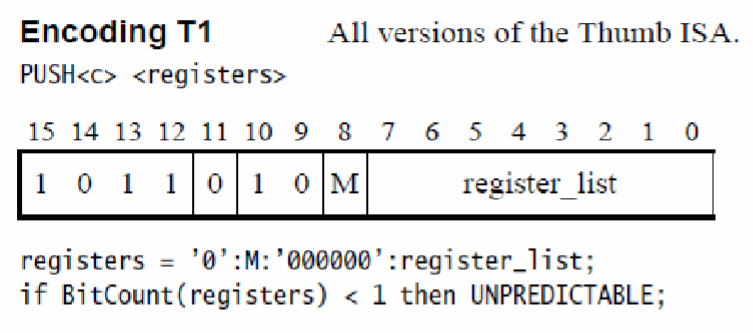 Encoding T1 All versions of the Thumb ISA.
PUSH<c> <registers>
15 14 13 12 11 10 9 8 7 6 5 4 3 2 1 0
1 0 1 1 0 1 0 M register_list
registers = '0':M:'000000':register_list;
if BitCount(registers) < 1 then UNPREDICTABLE;